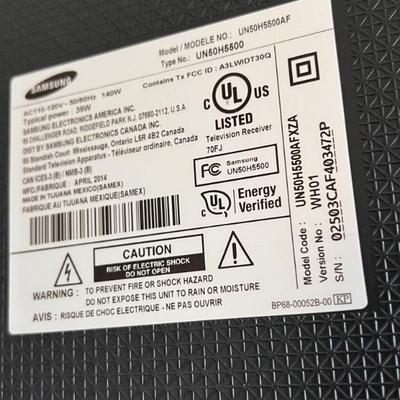 SAMSUNG
Model / MODELE NO.: UN50H5500AF
Type No.: UN50H5500
AC110-120V~ 50/60Hz 140W
Typical power : 39W
Contains Tx FCC ID : A3LWIDT30Q
SAMSUNG ELECTRONICS AMERICA INC.
85 CHALLENGER ROAD, RIDGEFIELD PARK N.J. 07660-2112, U.S.A.
DIST BY SAMSUNG ELECTRONICS CANADA INC.
55 Standish Court Mississauga, Ontario L5R 4B2 Canada
Standard Television Apparatus - Téléviseur ordinaire, Canada
CAN ICES-3 (B) / NMB-3 (B)
MFD/FABRIQUE : APRIL, 2014
MADE IN TIJUANA MEXICO(SAMEX)
FABRIQUE AU TIJUANA MEXIQUE(SAMEX)
C UL US
LISTED
Television Receiver
70FJ
FC Samsung
UN50H5500
C UL
Energy
Verified
Model Code : UN50H5500AFXZA
Version No : WH01
S/N : 02503CAF403472P
CAUTION
RISK OF ELECTRIC SHOCK
DO NOT OPEN
WARNING : TO PREVENT FIRE OR SHOCK HAZARD
DO NOT EXPOSE THIS UNIT TO RAIN OR MOISTURE
AVIS : RISQUE DE CHOC ELECTRIQUE - NE PAS OUVRIR
BP68-00052B-00 KP